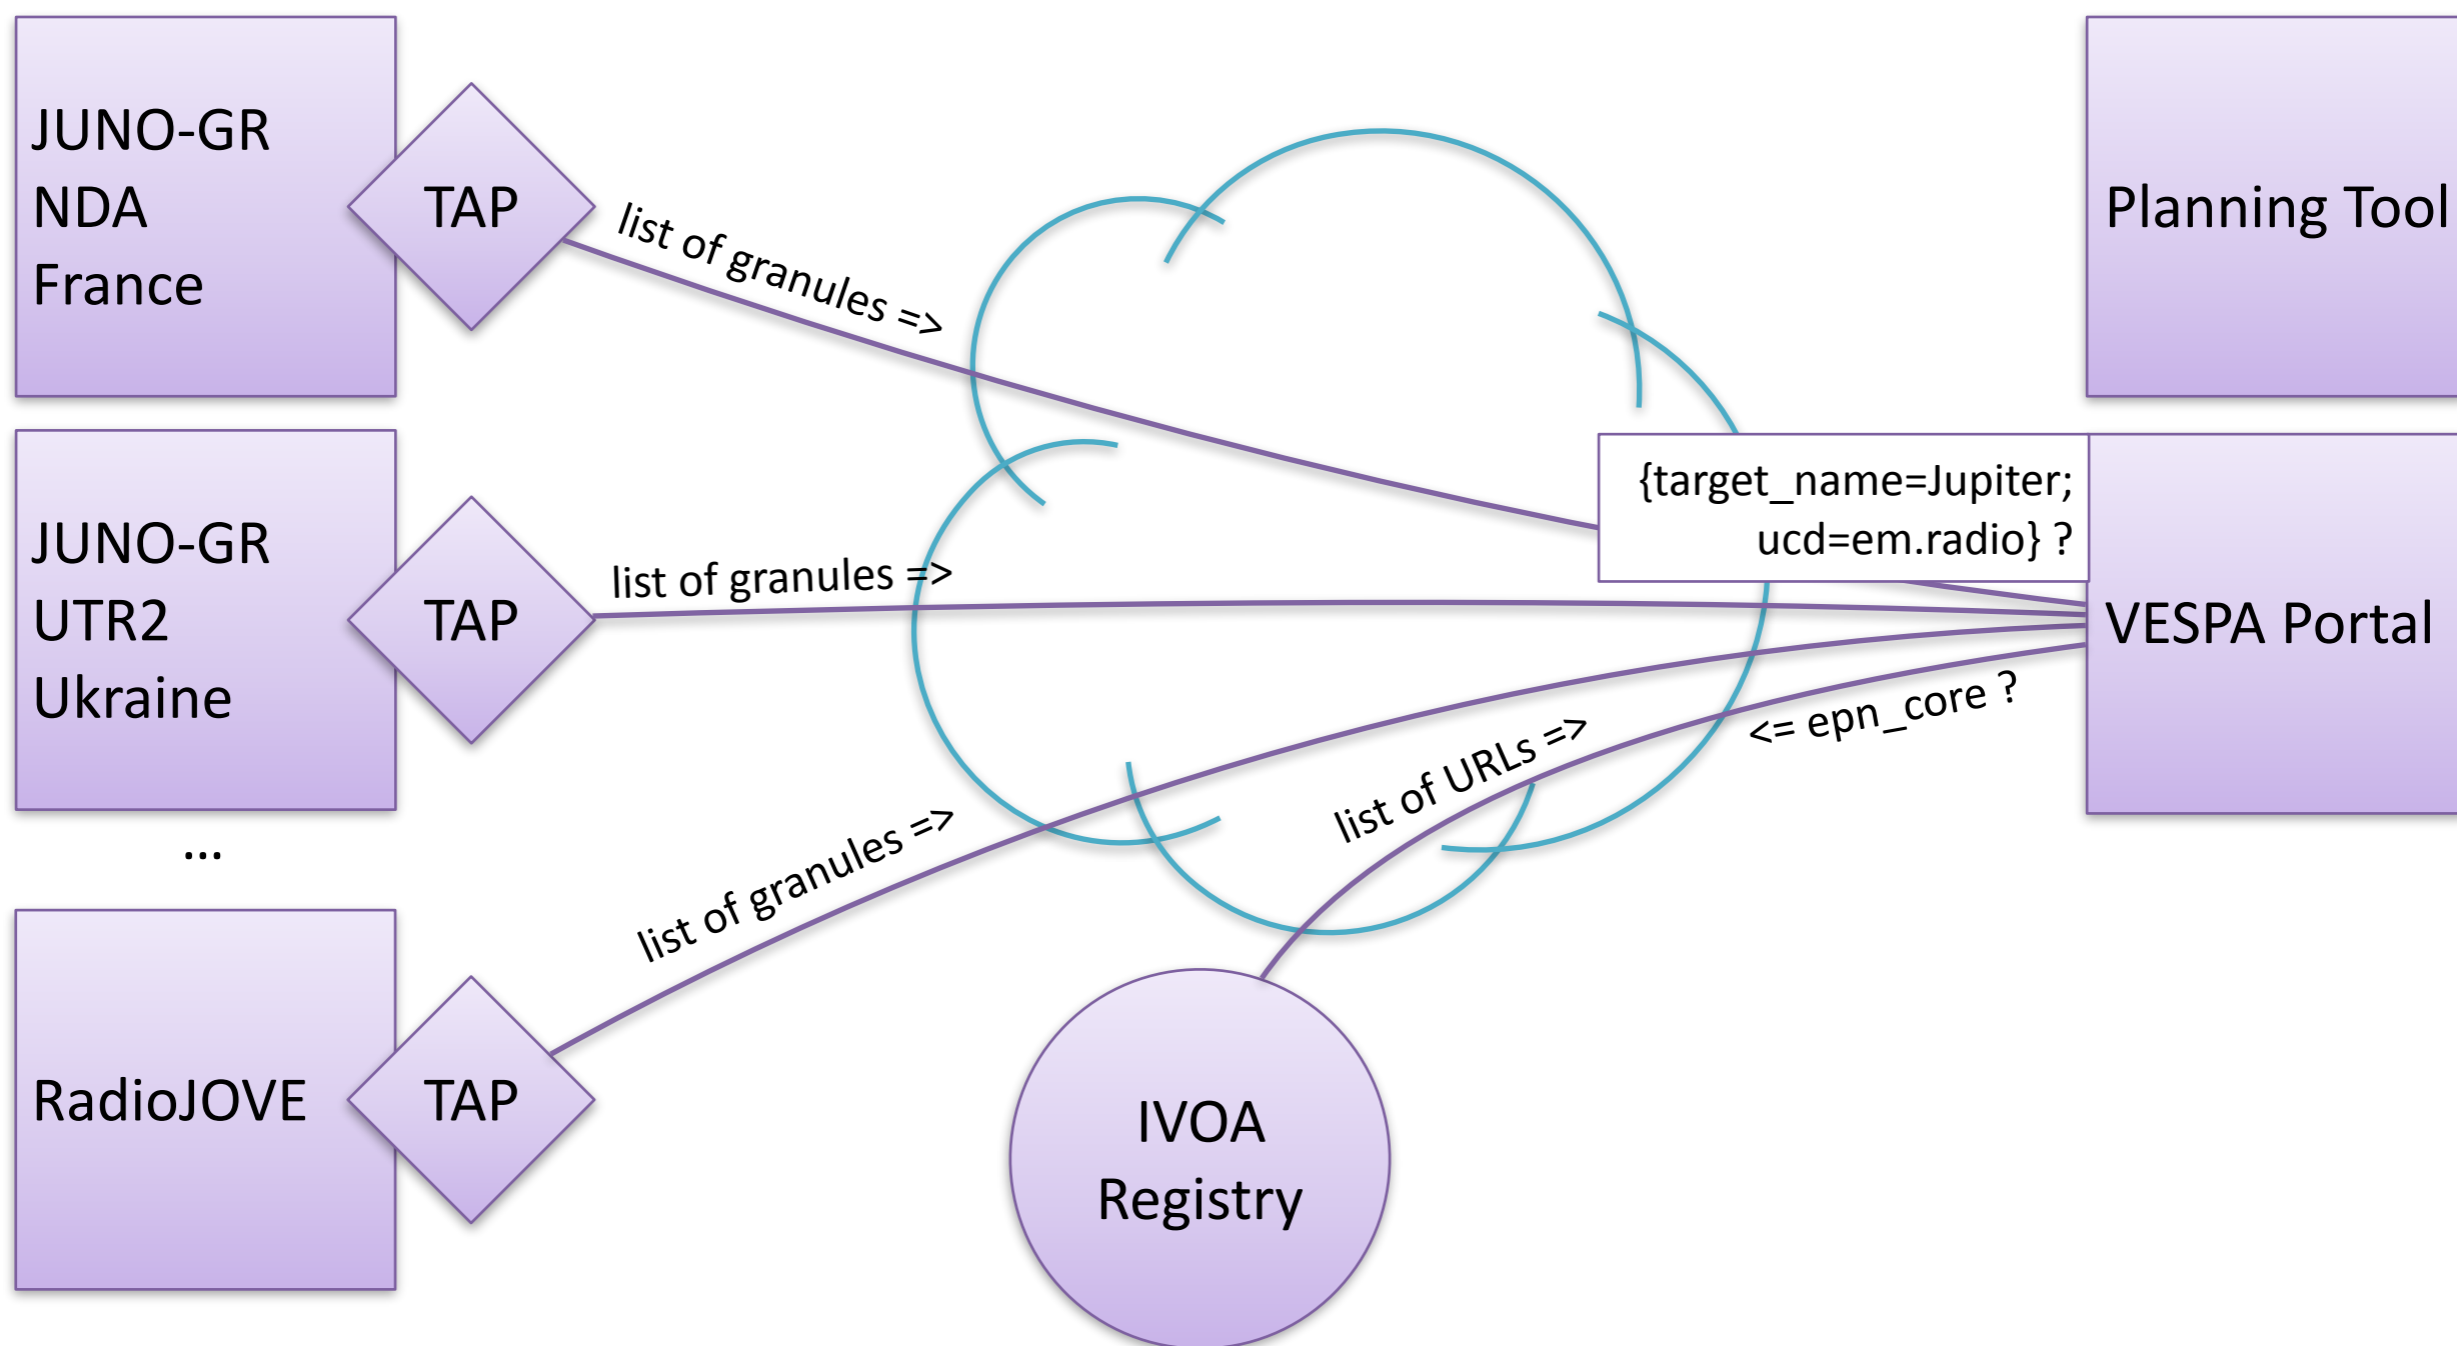 JUNO-GR
NDA
France
TAP
list of granules =>
Planning Tool
JUNO-GR
UTR2
Ukraine
TAP
list of granules =>
{target_name=Jupiter;
ucd=em.radio} ?
VESPA Portal
<= epn_core ?
list of URLs =>
...
RadioJOVE
TAP
list of granules =>
IVOA
Registry